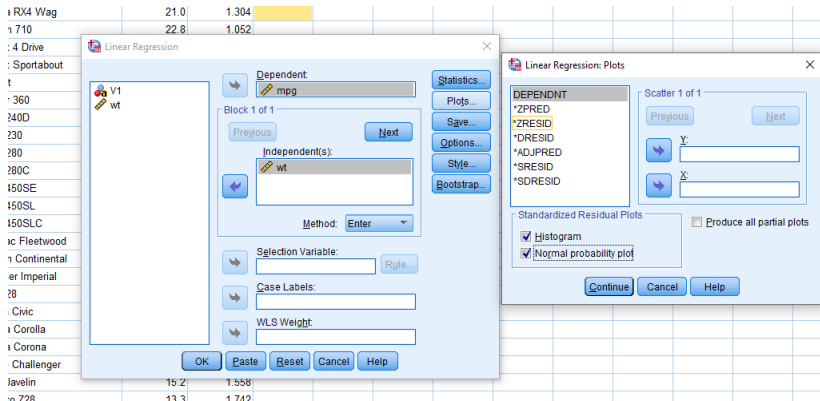 a RX4 Wag 21.0 1.304
n 710 22.8 1.052
t 4 Drive
t Sportabout
t
r 360
240D
230
280
280C
450SE
450SL
450SLC
ac Fleetwood
n Continental
er Imperial
28
Civic
a Corolla
a Corona
Challenger
Javelin 15.2 1.558
ro Z28 13.3 1.742
Linear Regression
V1
wt
Dependent:
mpg
Block 1 of 1
Previous
Next
Independent(s):
wt
Method: Enter
Selection Variable:
Rule...
Case Labels:
WLS Weight:
Statistics...
Plots...
Save...
Options...
Style...
Bootstrap...
OK Paste Reset Cancel Help
Linear Regression: Plots
DEPENDNT
*ZPRED
*ZRESID
*DRESID
*ADJPRED
*SRESID
*SDRESID
Scatter 1 of 1
Previous Next
Y:
X:
Standardized Residual Plots
Histogram
Normal probability plot
Produce all partial plots
Continue Cancel Help